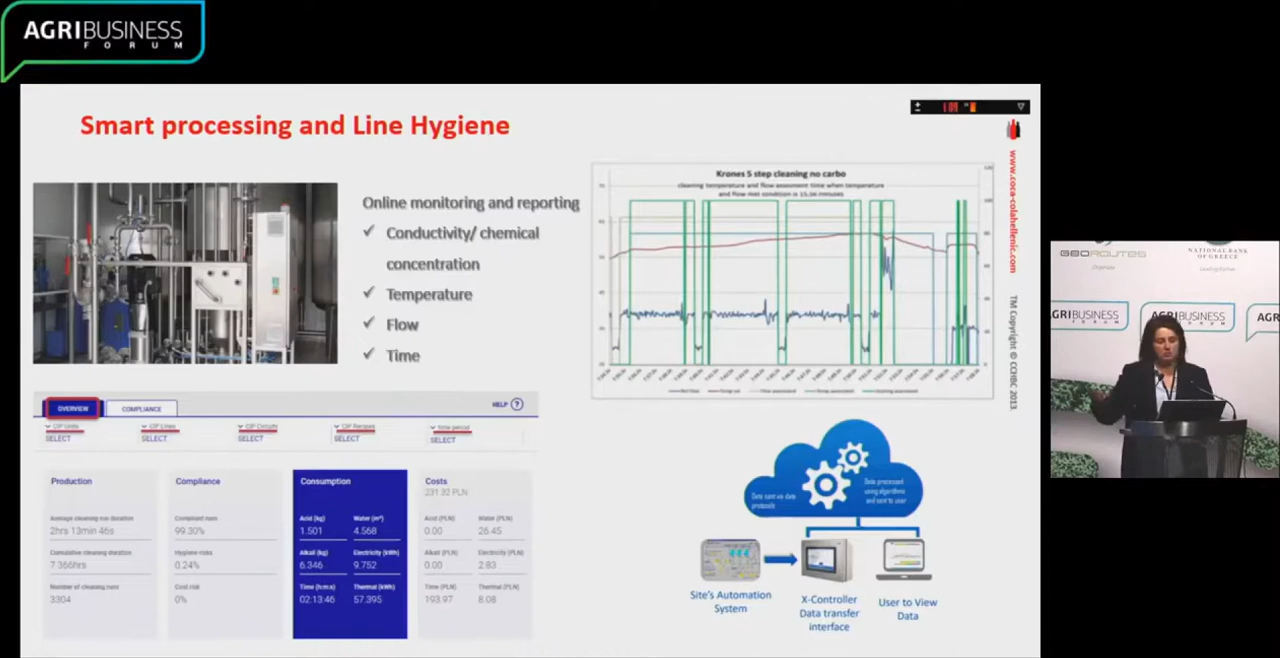 AGRIBUSINESS
FORUM
Smart processing and Line Hygiene
Online monitoring and reporting
✓ Conductivity/ chemical
concentration
✓ Temperature
✓ Flow
✓ Time
Krones 5 step cleaning no carbo
cleaning temperature and flow assesment time when temperature
and flow met condition is 15,56 minutes
www.coca-colahellenic.com
TM Copyright © CCHBC 2013.
OVERVIEW
COMPLIANCE
HELP ?
CIP Units
CIP Lines
CIP Circuits
CIP Recipes
Time period
SELECT
SELECT
SELECT
SELECT
SELECT
Production
Average cleaning run duration
2hrs 13min 46s
Cumulative cleaning duration
7 366hrs
Number of cleaning runs
3304
Compliance
Compliant runs
99.30%
Hygiene risks
0.24%
Cost risk
0%
Consumption
Acid (kg)
Water (m³)
1.501
4.568
Alkali (kg)
Electricity (kWh)
6.346
9.752
Time (h:m:s)
Thermal (kWh)
02:13:46
57.395
Costs
231.32 PLN
Acid (PLN)
Water (PLN)
0.00
26.45
Alkali (PLN)
Electricity (PLN)
0.00
2.83
Time (PLN)
Thermal (PLN)
193.97
8.08
Data sent via data
protocols
Data processed
using algorithms
and sent to user
Site's Automation
System
X-Controller
Data transfer
interface
User to View
Data
GEOROUTES
Organizer
NATIONAL BANK
OF GREECE
Leading Partner
AGRIBUSINESS
FORUM
AGRIBUSINESS
FORUM
AGR